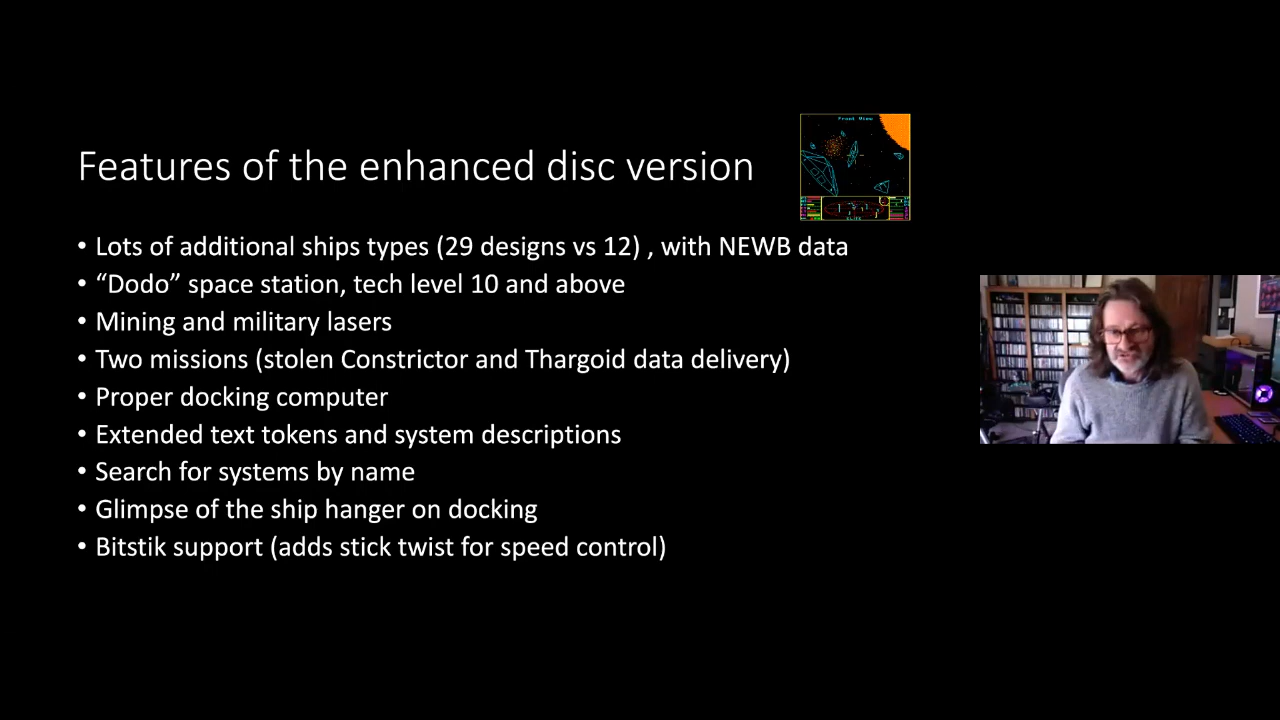 Front View
Features of the enhanced disc version
• Lots of additional ships types (29 designs vs 12) , with NEWB data
• “Dodo” space station, tech level 10 and above
• Mining and military lasers
• Two missions (stolen Constrictor and Thargoid data delivery)
• Proper docking computer
• Extended text tokens and system descriptions
• Search for systems by name
• Glimpse of the ship hanger on docking
• Bitstik support (adds stick twist for speed control)